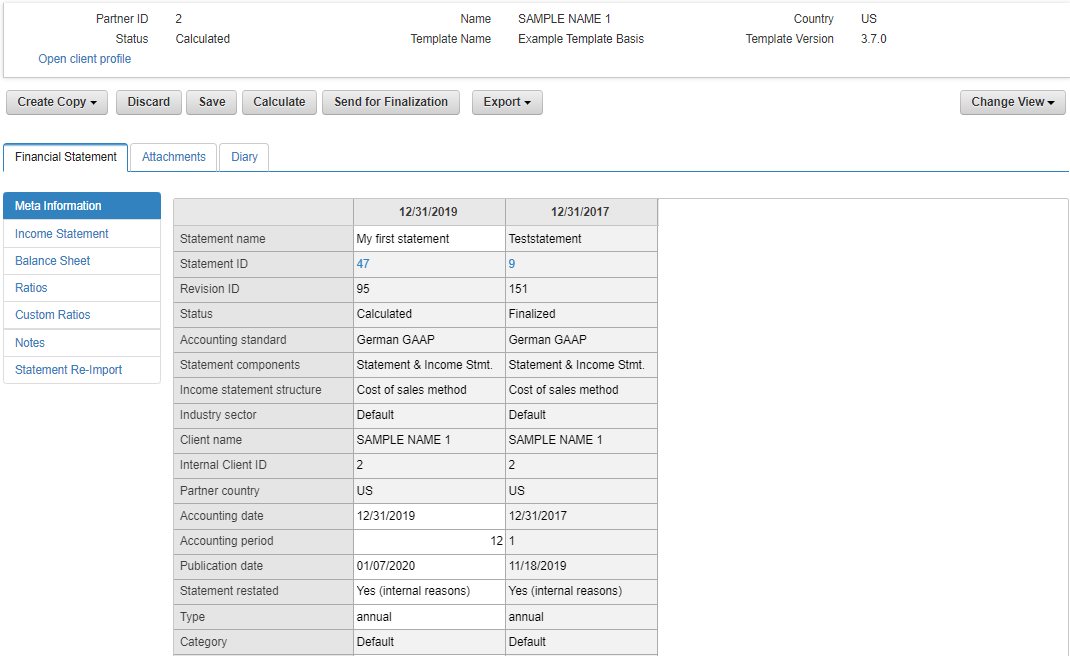 Partner ID 2 Name SAMPLE NAME 1 Country US
Status Calculated Template Name Example Template Basis Template Version 3.7.0
Open client profile
Create Copy Discard Save Calculate Send for Finalization Export Change View
Financial Statement Attachments Diary
Meta Information
Income Statement
Balance Sheet
Ratios
Custom Ratios
Notes
Statement Re-Import
12/31/2019 12/31/2017
Statement name My first statement Teststatement
Statement ID 47 9
Revision ID 95 151
Status Calculated Finalized
Accounting standard German GAAP German GAAP
Statement components Statement & Income Stmt. Statement & Income Stmt.
Income statement structure Cost of sales method Cost of sales method
Industry sector Default Default
Client name SAMPLE NAME 1 SAMPLE NAME 1
Internal Client ID 2 2
Partner country US US
Accounting date 12/31/2019 12/31/2017
Accounting period 12 1
Publication date 01/07/2020 11/18/2019
Statement restated Yes (internal reasons) Yes (internal reasons)
Type annual annual
Category Default Default